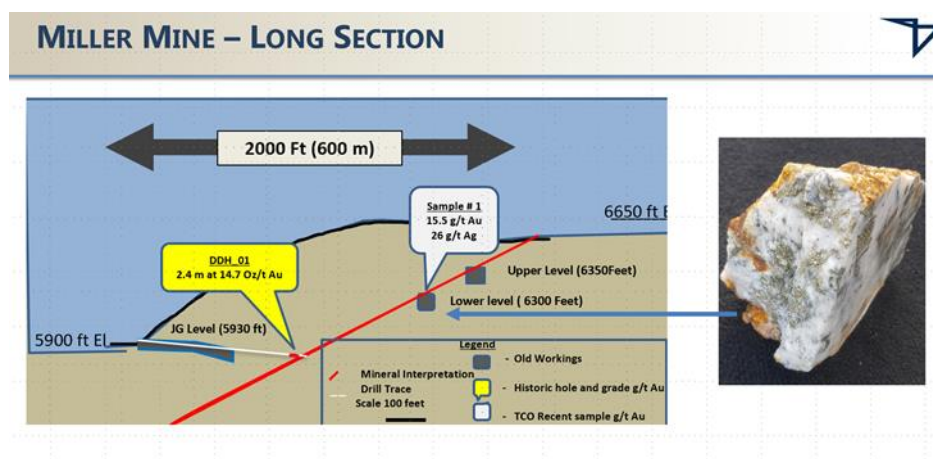 MILLER MINE – LONG SECTION
2000 Ft (600 m)
Sample # 1
15.5 g/t Au
26 g/t Ag
6650 ft E
DDH_01
2.4 m at 14.7 Oz/t Au
Upper Level (6350Feet)
Lower level ( 6300 Feet)
JG Level (5930 ft)
5900 ft El
Legend
- Old Workings
Mineral Interpretation
Drill Trace
- Historic hole and grade g/t Au
Scale 100 feet
- TCO Recent sample g/t Au